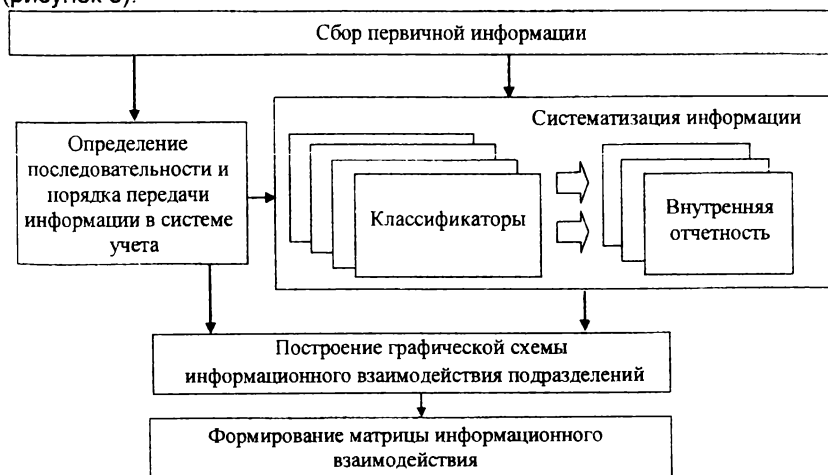 (рисунок 3).
Сбор первичной информации
Систематизация информации
Определение
последовательности и
порядка передачи
информации в системе
учета
Классификаторы
Внутренняя
отчетность
Построение графической схемы
информационного взаимодействия подразделений
Формирование матрицы информационного
взаимодействия